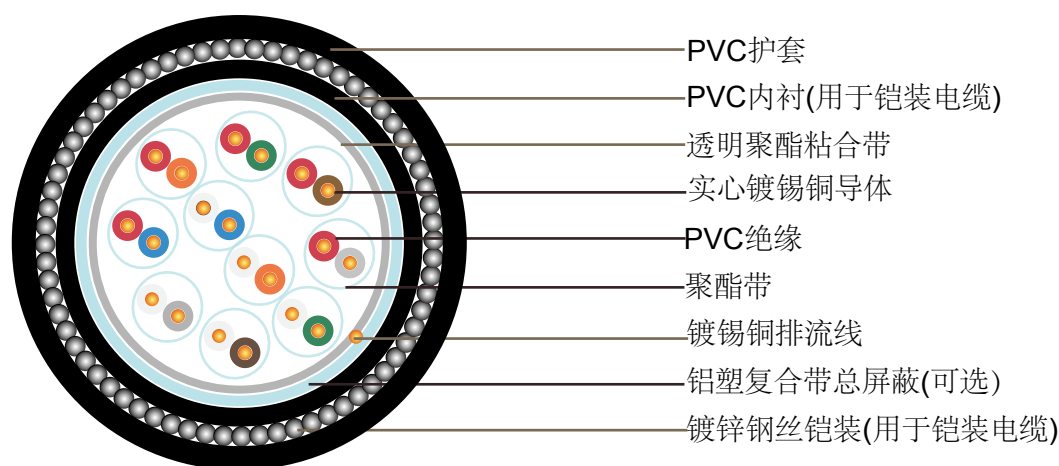 PVC护套
PVC内衬(用于铠装电缆)
透明聚酯粘合带
实心镀锡铜导体
PVC绝缘
聚酯带
镀锡铜排流线
铝塑复合带总屏蔽(可选）
镀锌钢丝铠装(用于铠装电缆)